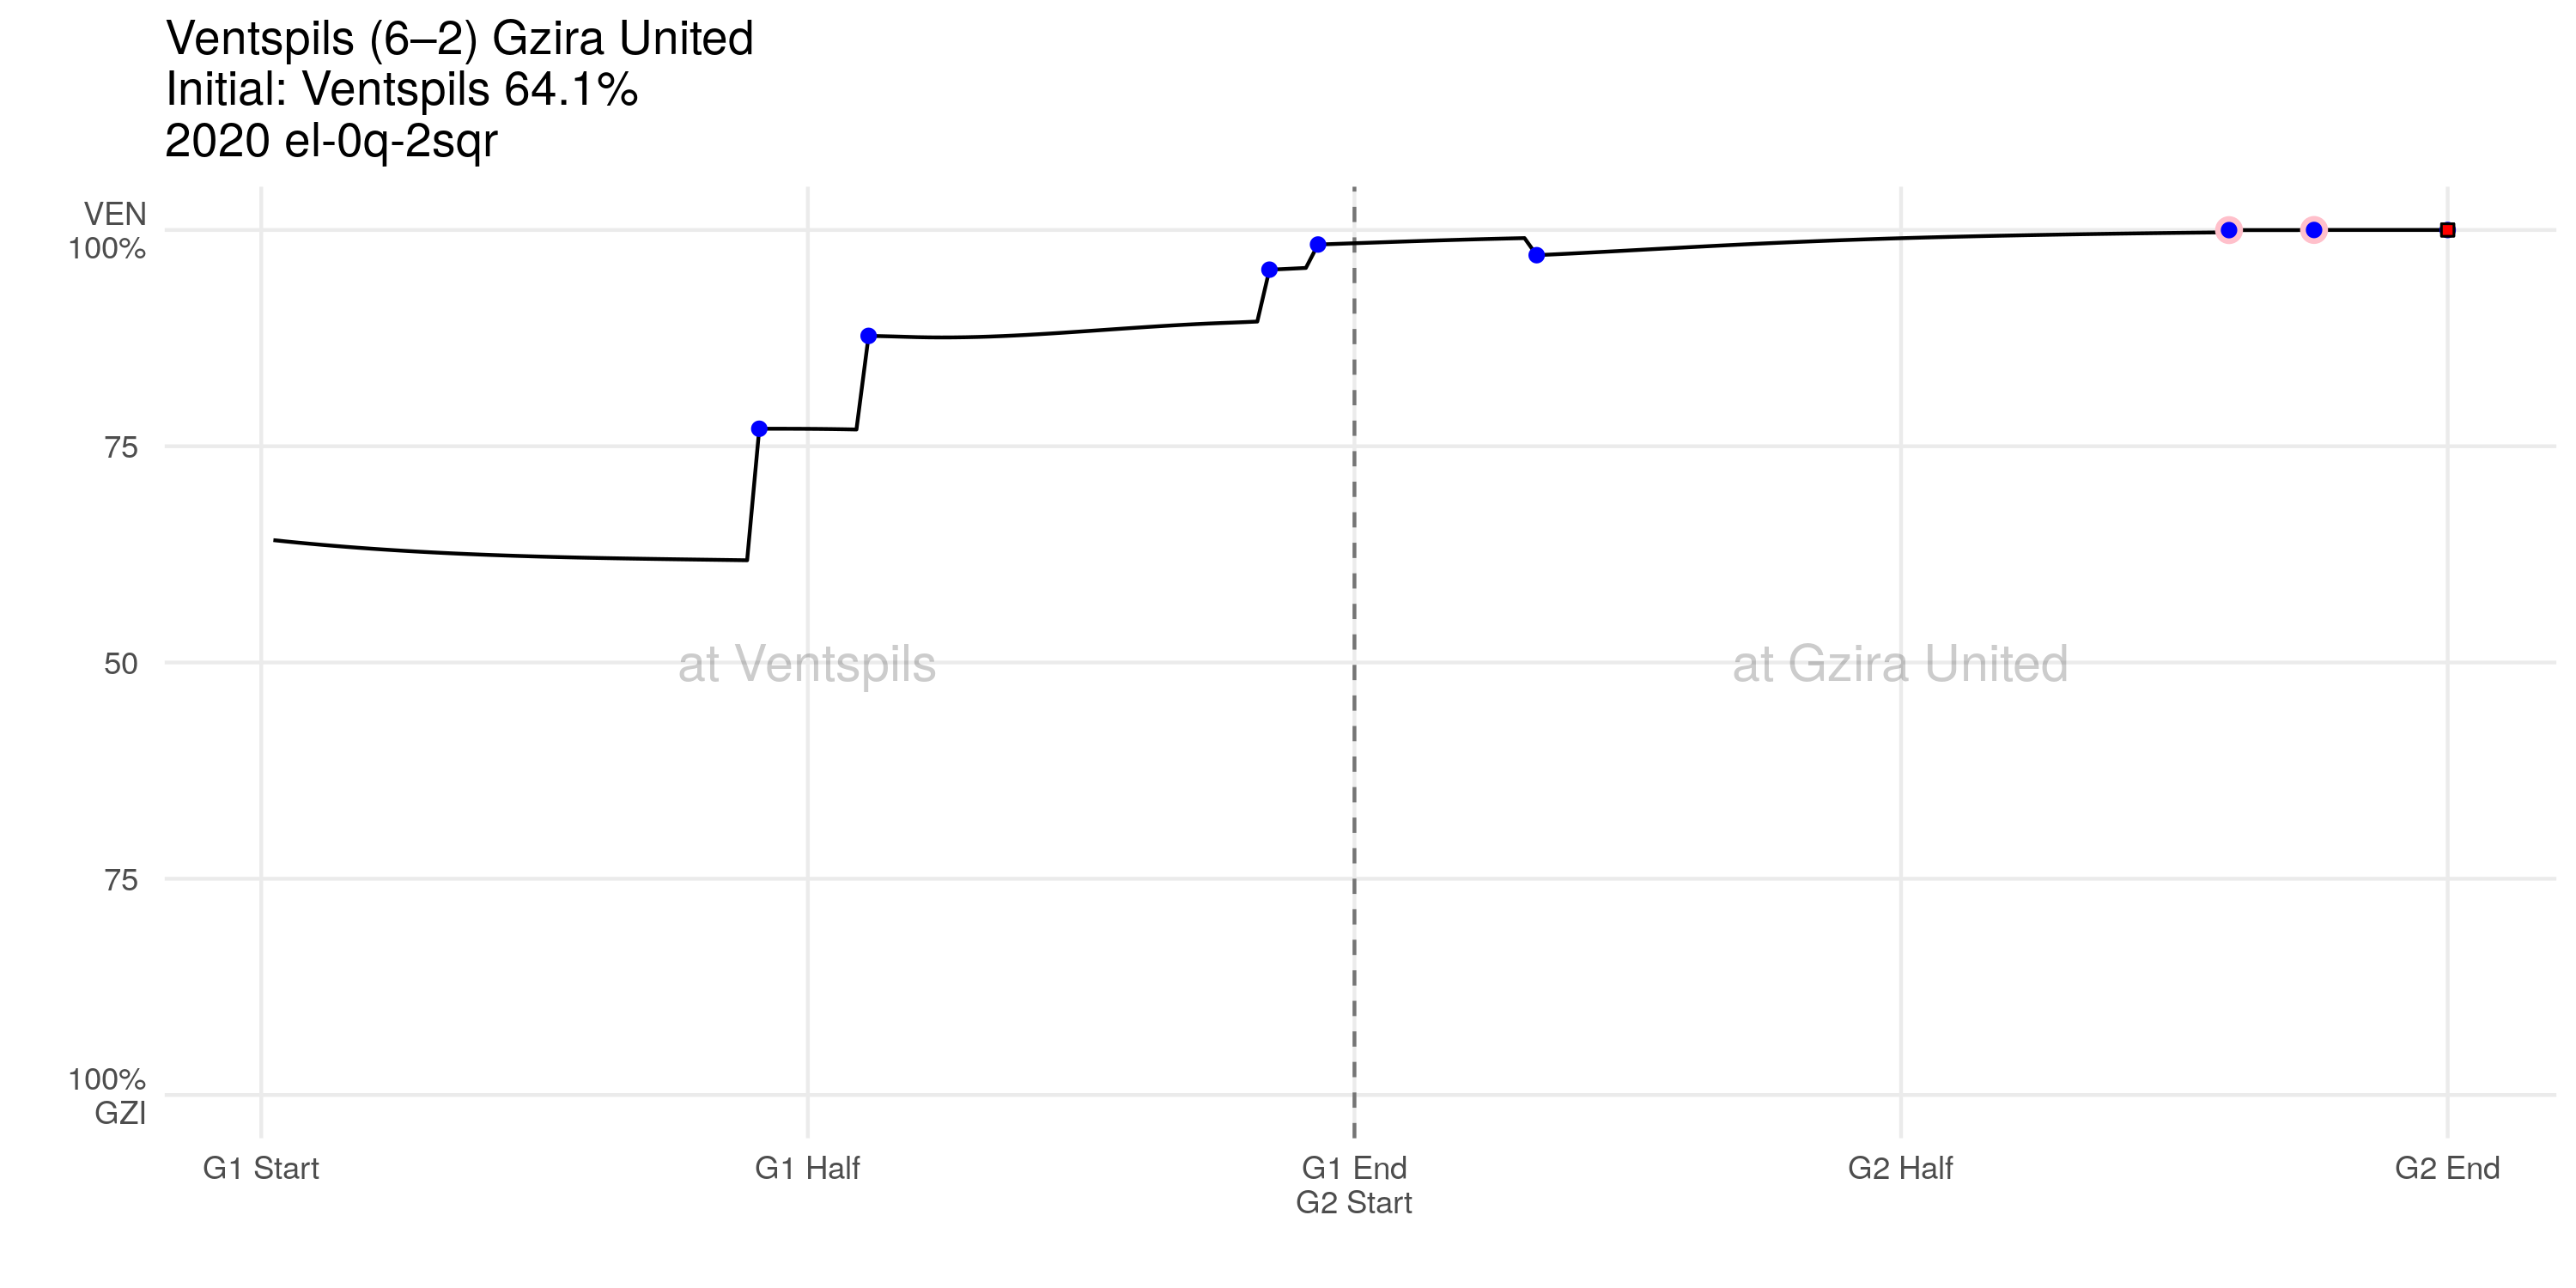 Ventspils (6–2) Gzira United
Initial: Ventspils 64.1%
2020 el-0q-2sqr
VEN
100%
75
50
75
100%
GZI
at Ventspils
at Gzira United
G1 Start
G1 Half
G1 End
G2 Start
G2 Half
G2 End